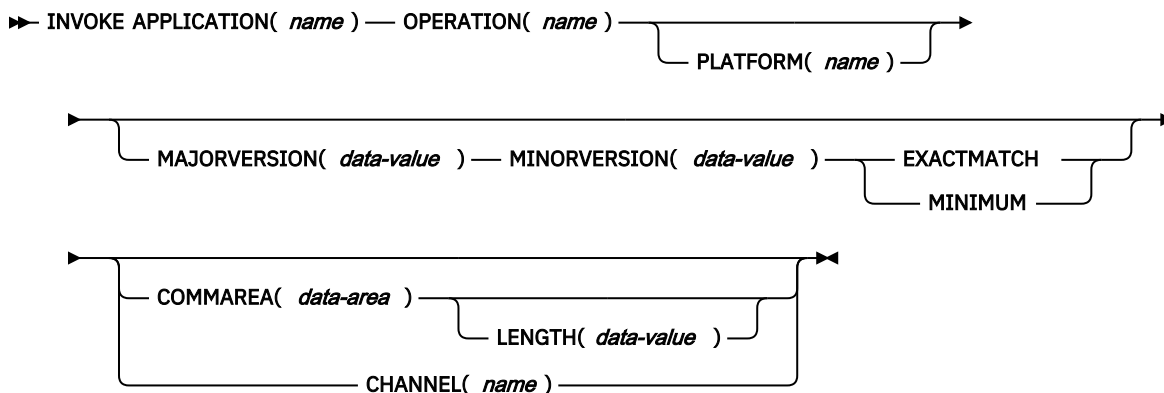 INVOKE APPLICATION( name ) OPERATION( name )
PLATFORM( name )
MAJORVERSION( data-value ) MINORVERSION( data-value ) EXACTMATCH
MINIMUM
COMMAREA( data-area )
LENGTH( data-value )
CHANNEL( name )